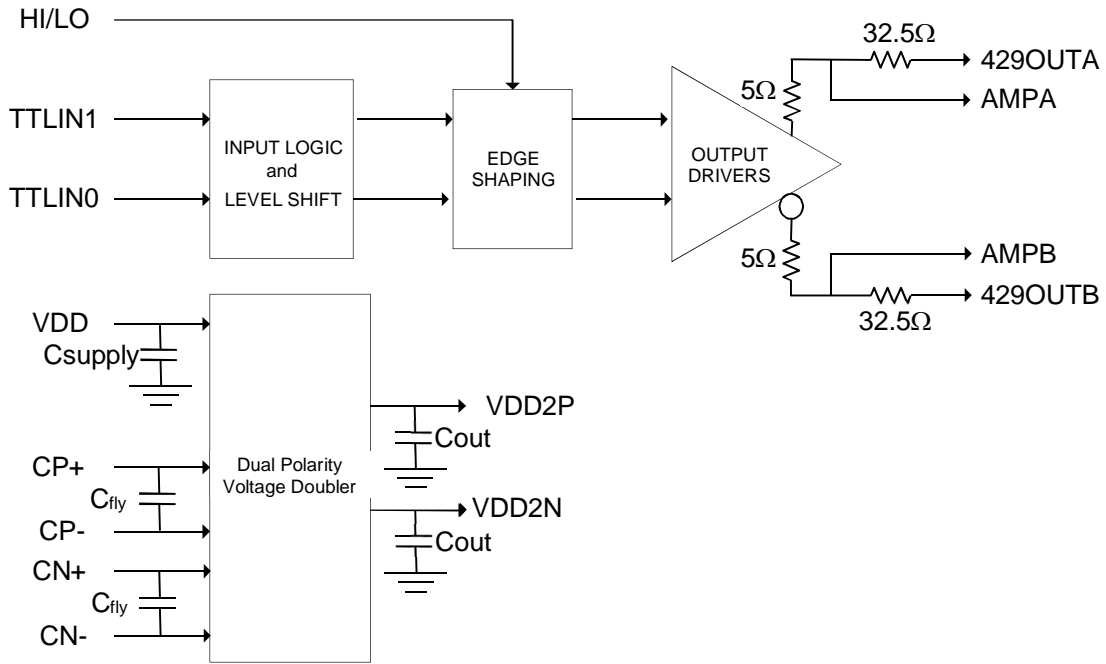 HI/LO
TTLIN1
TTLIN0
INPUT LOGIC
and
LEVEL SHIFT
EDGE
SHAPING
OUTPUT
DRIVERS
5Ω
32.5Ω
429OUTA
AMPA
5Ω
AMPB
429OUTB
32.5Ω
VDD
Csupply
CP+
Cfly
CP-
CN+
Cfly
CN-
Dual Polarity
Voltage Doubler
VDD2P
Cout
VDD2N
Cout